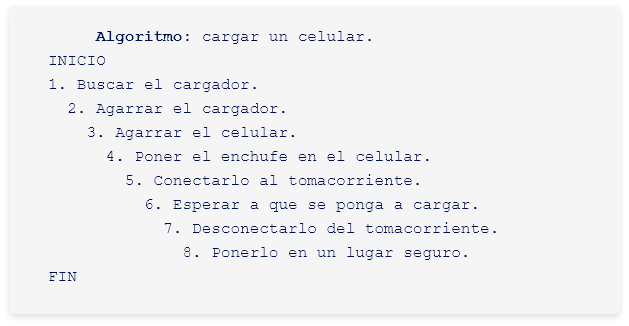 Algoritmo: cargar un celular.
INICIO
1. Buscar el cargador.
2. Agarrar el cargador.
3. Agarrar el celular.
4. Poner el enchufe en el celular.
5. Conectarlo al tomacorriente.
6. Esperar a que se ponga a cargar.
7. Desconectarlo del tomacorriente.
8. Ponerlo en un lugar seguro.
FIN